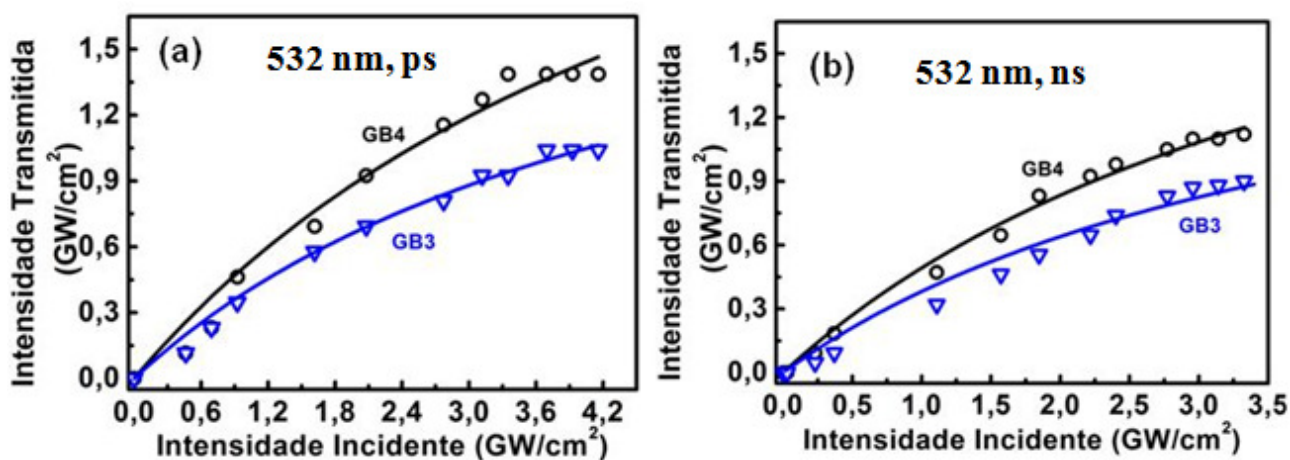 (a)
532 nm, ps
GB4
GB3
Intensidade Transmitida
(GW/cm²)
1,5
1,2
0,9
0,6
0,3
0,0
0,0 0,6 1,2 1,8 2,4 3,0 3,6 4,2
Intensidade Incidente (GW/cm²)
(b)
532 nm, ns
GB4
GB3
Intensidade Transmitida
(GW/cm²)
1,5
1,2
0,9
0,6
0,3
0,0
0,0 0,5 1,0 1,5 2,0 2,5 3,0 3,5
Intensidade Incidente (GW/cm²)